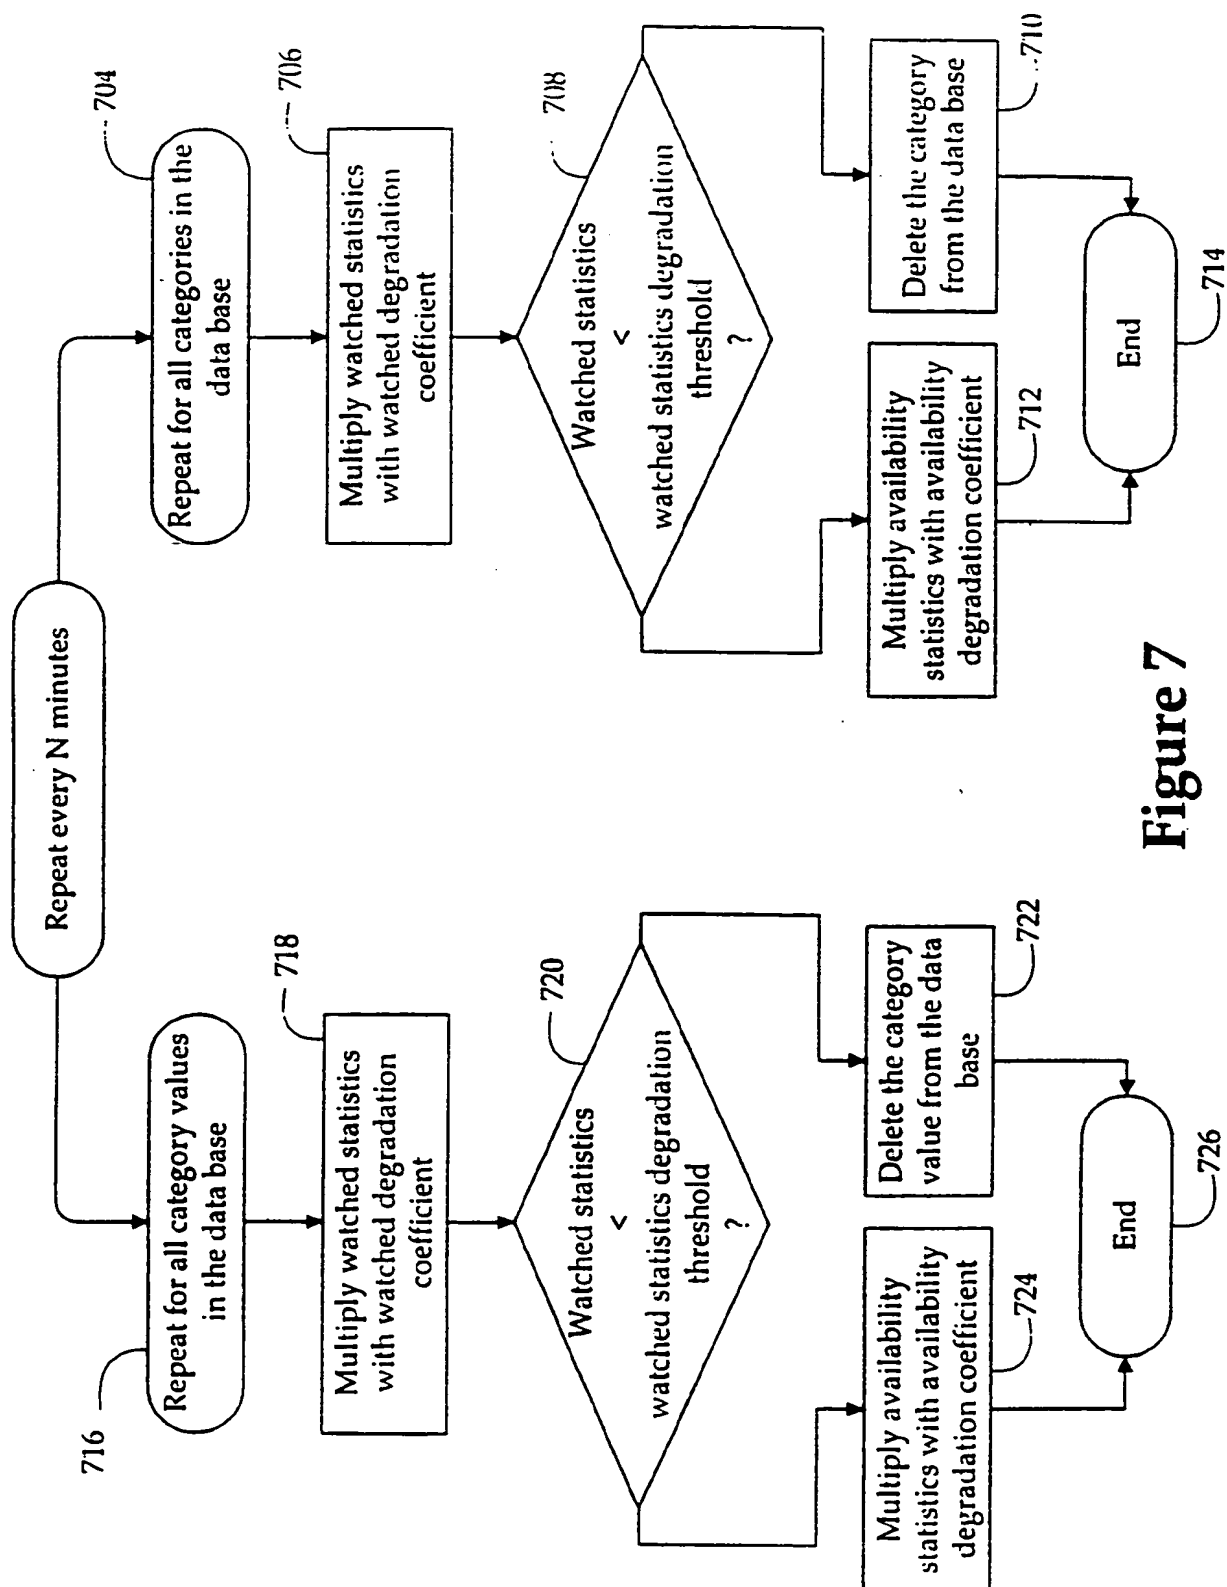 Repeat every N minutes
716
Repeat for all category values
in the data base
718
Multiply watched statistics
with watched degradation
coefficient
720
Watched statistics
<
watched statistics degradation
threshold
?
Multiply availability
statistics with availability
degradation coefficient
724
Delete the category
value from the data
base
722
End
726
704
Repeat for all categories in the
data base
706
Multiply watched statistics
with watched degradation
coefficient
708
Watched statistics
<
watched statistics degradation
threshold
?
Multiply availability
statistics with availability
degradation coefficient
712
Delete the category
from the data base
710
End
714
Figure 7